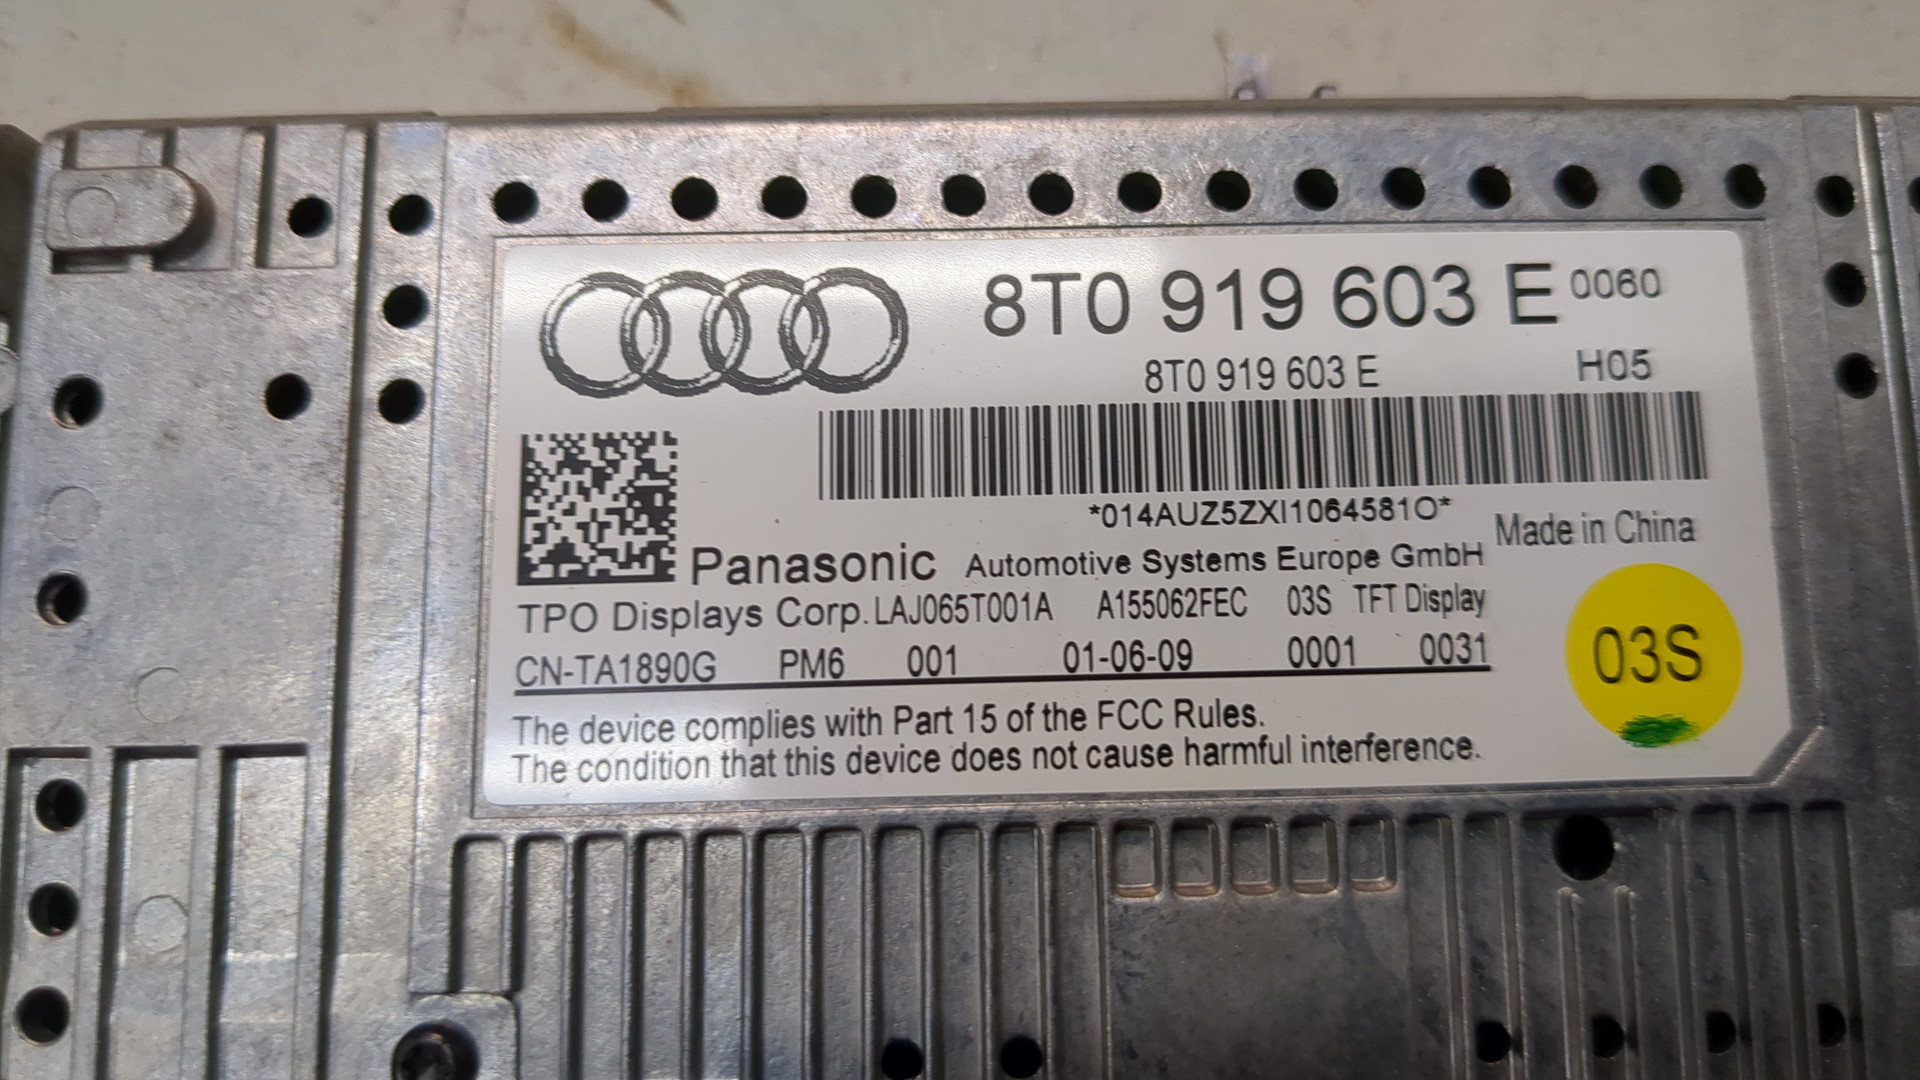 8T0 919 603 E 0060
8T0 919 603 E H05
*014AUZ5ZXI1064581O*
Made in China
Panasonic Automotive Systems Europe GmbH
TPO Displays Corp. LAJ065T001A A155062FEC 03S TFT Display
CN-TA1890G PM6 001 01-06-09 0001 0031
03S
The device complies with Part 15 of the FCC Rules.
The condition that this device does not cause harmful interference.